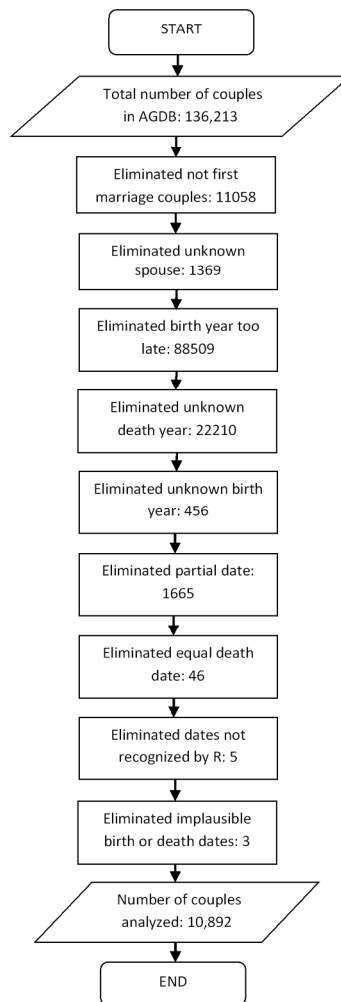 START
Total number of couples
in AGDB: 136,213
Eliminated not first
marriage couples: 11058
Eliminated unknown
spouse: 1369
Eliminated birth year too
late: 88509
Eliminated unknown
death year: 22210
Eliminated unknown birth
year: 456
Eliminated partial date:
1665
Eliminated equal death
date: 46
Eliminated dates not
recognized by R: 5
Eliminated implausible
birth or death dates: 3
Number of couples
analyzed: 10,892
END